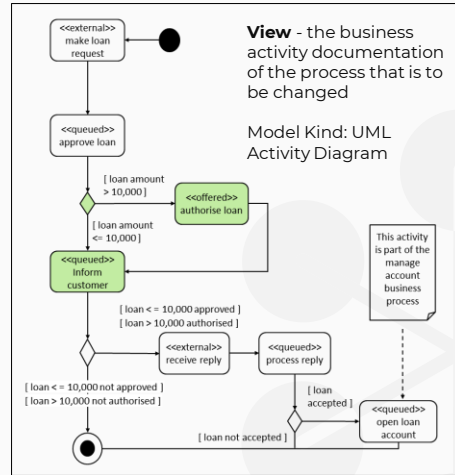 <<external>>
make loan
request
View - the business
activity documentation
of the process that is to
be changed
Model Kind: UML
Activity Diagram
<<queued>>
approve loan
[ loan amount
> 10,000 ]
<<offered>>
authorise loan
[ loan amount
<= 10,000 ]
<<queued>>
Inform
customer
This activity
is part of the
manage
account
business
process
[ loan < = 10,000 approved ]
[ loan > 10,000 authorised ]
<<external>>
receive reply
<<queued>>
process reply
[ loan < = 10,000 not approved ]
[ loan > 10,000 not authorised ]
[ loan
accepted ]
<<queued>>
open loan
account
[ loan not accepted ]